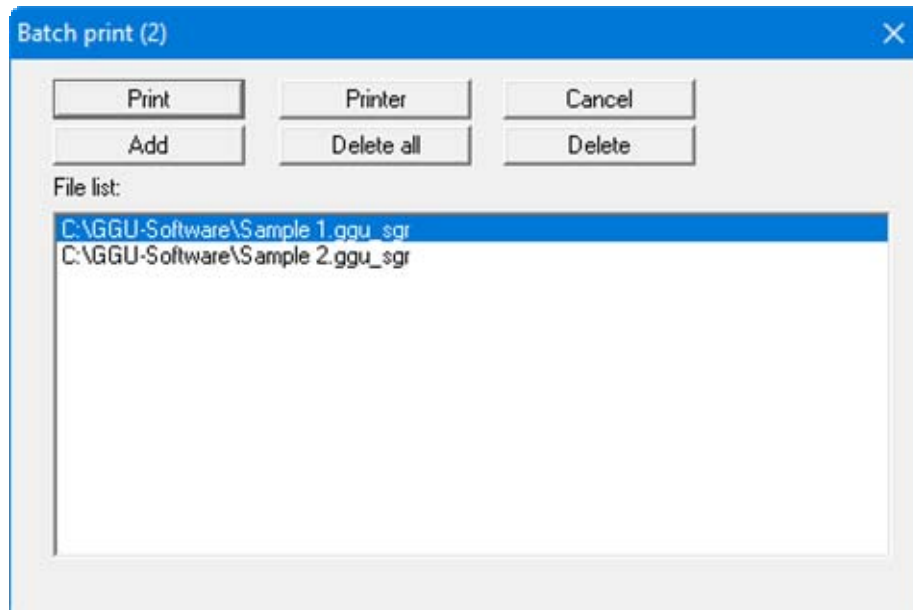 Batch print (2)
Print Printer Cancel
Add Delete all Delete
File list:
C:\GGU-Software\Sample 1.ggu_sgr
C:\GGU-Software\Sample 2.ggu_sgr